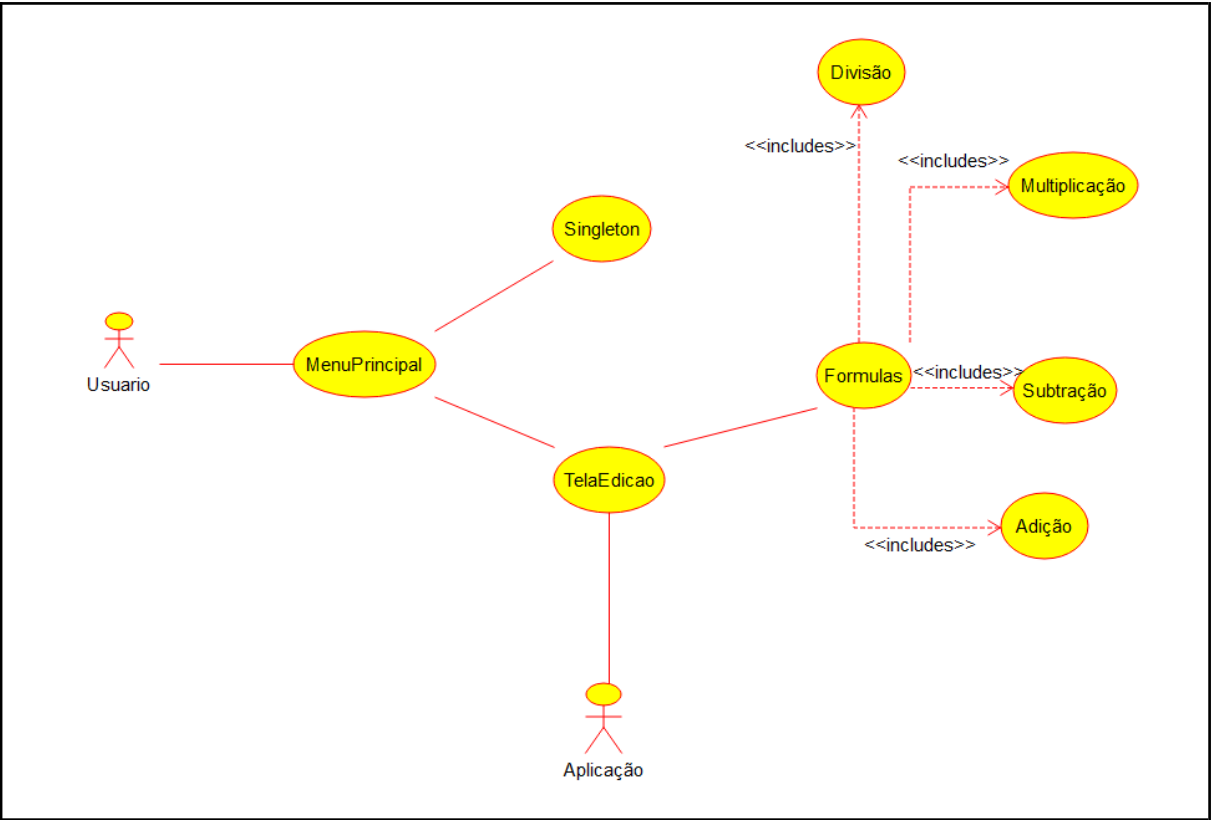 Divisão
<<includes>>
<<includes>>
Multiplicação
Singleton
MenuPrincipal
Usuario
Formulas
<<includes>>
Subtração
TelaEdicao
Adição
<<includes>>
Aplicação